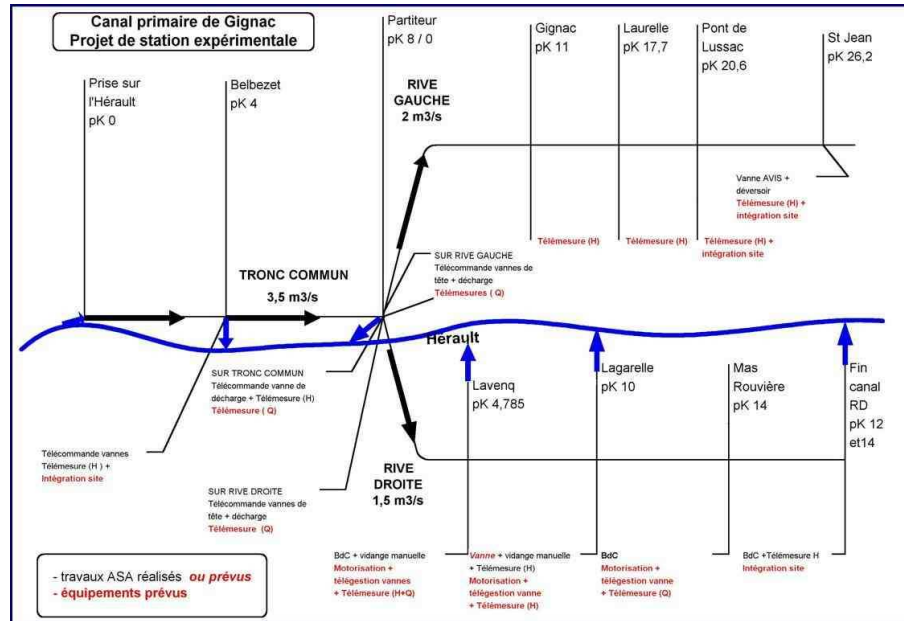 Canal primaire de Gignac
Projet de station expérimentale
Prise sur
l'Hérault
pK 0
Belbezet
pK 4
Partiteur
pK 8 / 0
RIVE
GAUCHE
2 m3/s
Gignac
pK 11
Laurelle
pK 17,7
Pont de
Lussac
pK 20,6
St Jean
pK 26,2
Vanne AVIS +
déversoir
Télémesure (H) +
intégration site
Télémesure (H)
Télémesure (H)
Télémesure (H) +
intégration site
SUR RIVE GAUCHE
Télécommande vannes de
tête + décharge
Télémesures ( Q)
TRONC COMMUN
3,5 m3/s
Hérault
SUR TRONC COMMUN
Télécommande vanne de
décharge + Télémesure (H)
Télémesure ( Q)
Télécommande vannes
Télémesure (H ) +
Intégration site
SUR RIVE DROITE
Télécommande vannes de
tête + décharge
Télémesure (Q)
RIVE
DROITE
1,5 m3/s
Lavenq
pK 4,785
Lagarelle
pK 10
Mas
Rouvière
pK 14
Fin
canal
RD
pK 12
et14
BdC + vidange manuelle
Motorisation +
télégestion vannes
+ Télémesure (H+Q)
Vanne + vidange manuelle
+ Télémesure (H)
Motorisation +
télégestion vanne
+ Télémesure (H)
BdC
Motorisation +
télégestion vanne
+ Télémesure (Q)
BdC +Télémesure H
Intégration site
- travaux ASA réalisés ou prévus
- équipements prévus